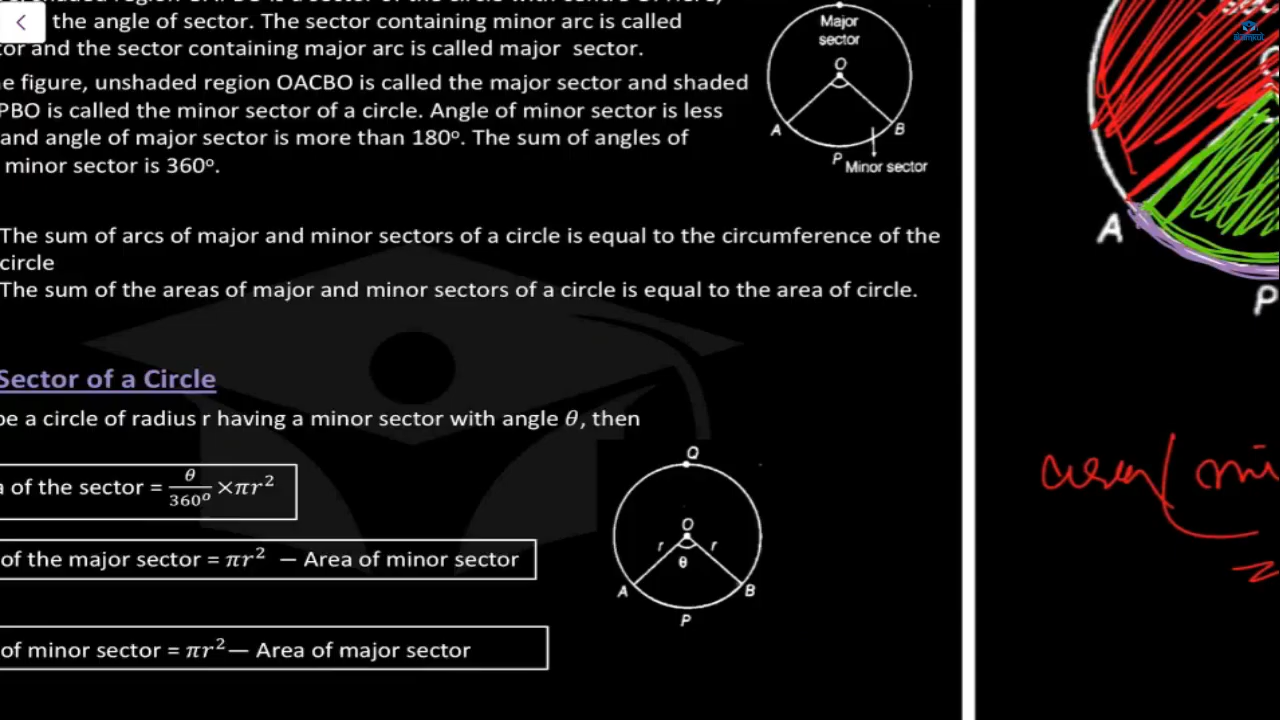 the angle of sector. The sector containing minor arc is called
tor and the sector containing major arc is called major sector.
e figure, unshaded region OACBO is called the major sector and shaded
PBO is called the minor sector of a circle. Angle of minor sector is less
and angle of major sector is more than 180°. The sum of angles of
minor sector is 360°.
Major
sector
O
A
B
P
Minor sector
The sum of arcs of major and minor sectors of a circle is equal to the circumference of the
circle
The sum of the areas of major and minor sectors of a circle is equal to the area of circle.
Sector of a Circle
be a circle of radius r having a minor sector with angle θ, then
a of the sector = θ/360° ×πr²
of the major sector = πr² — Area of minor sector
of minor sector = πr²— Area of major sector
Q
O
r r
θ
A
B
P
A
P
area( mi